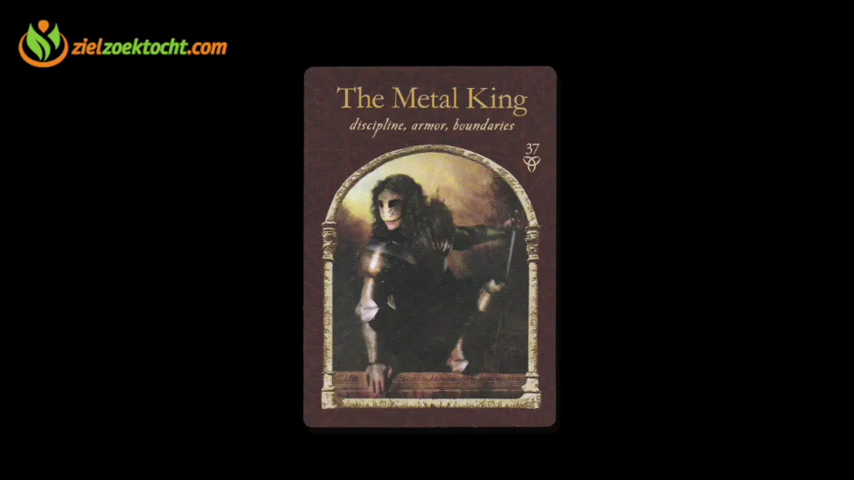 zielzoektocht.com
The Metal King
discipline, armor, boundaries
37